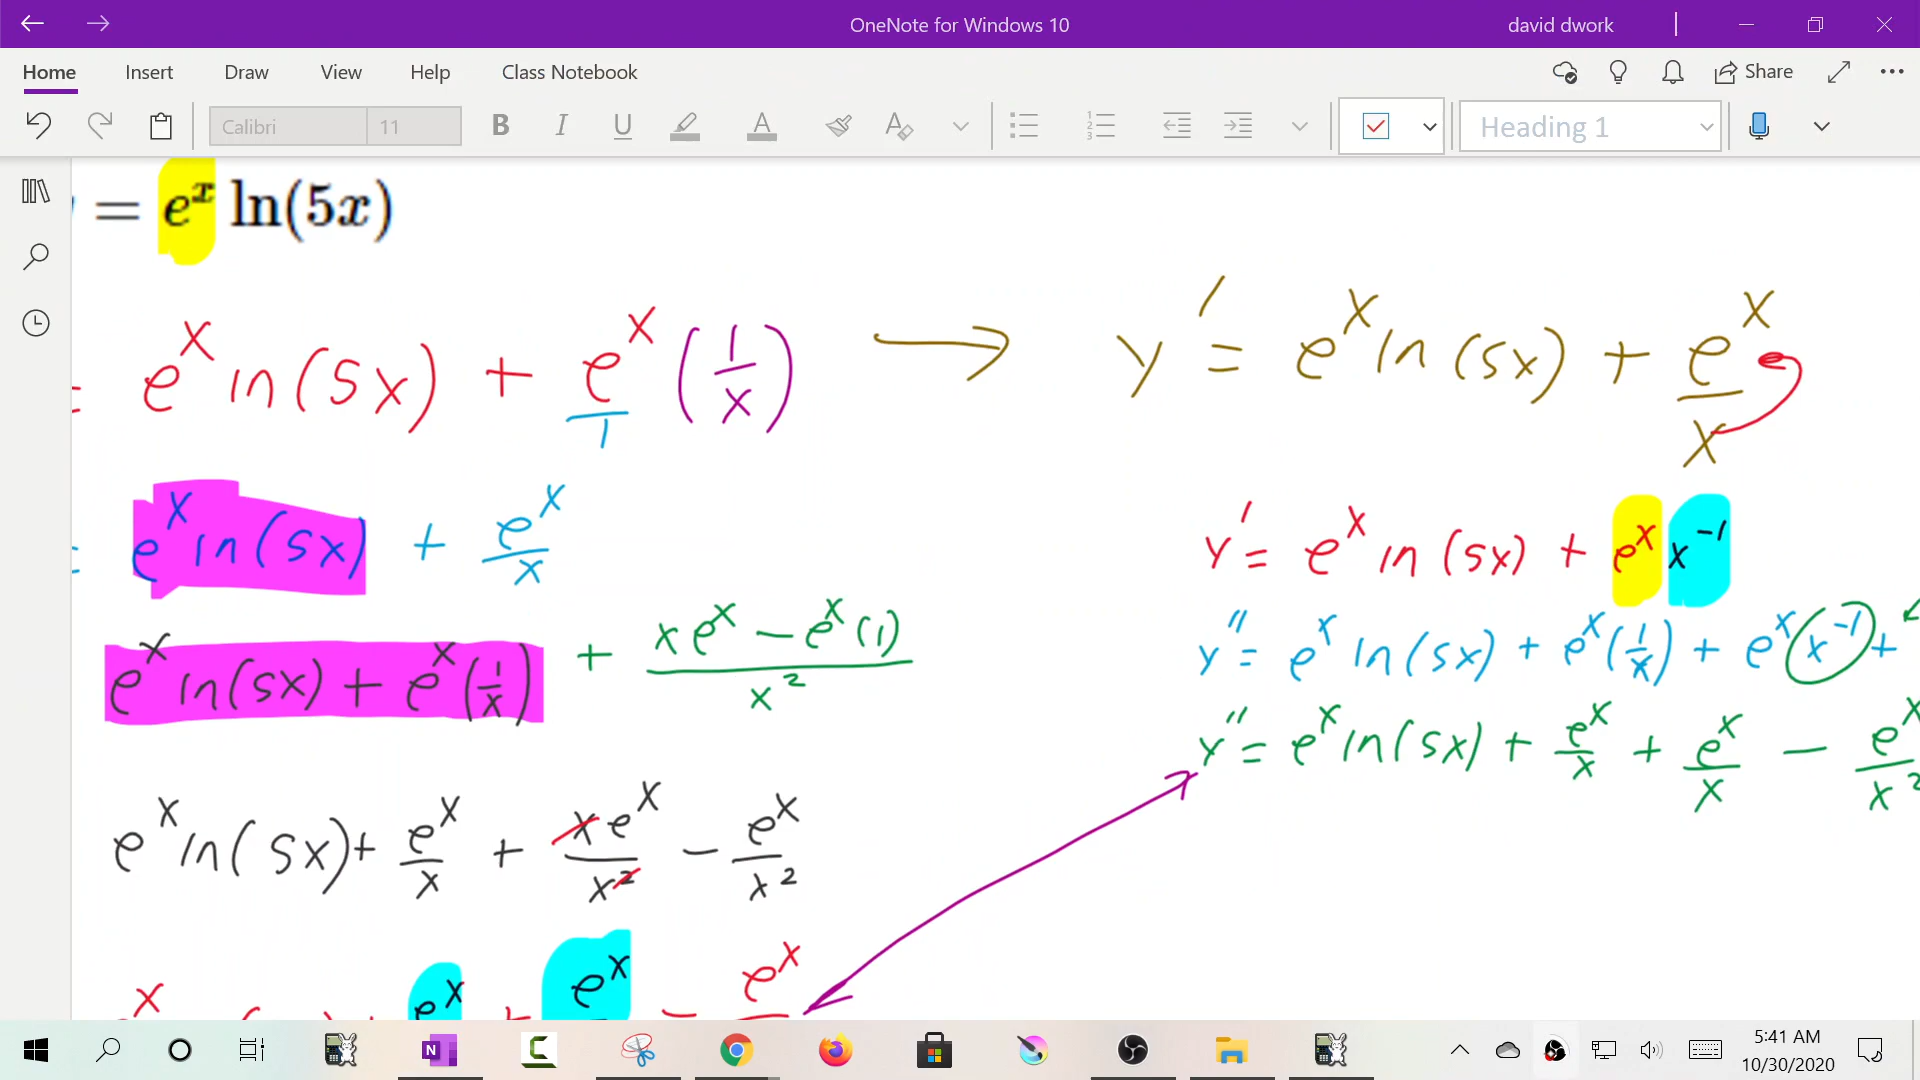 OneNote for Windows 10
david dwork
Home Insert Draw View Help Class Notebook
Share
Calibri 11 B I U A A Heading 1
= e^x ln(5x)
= e^x ln(5x) + e^x/1 (1/x) → y' = e^x ln(5x) + e^x/x
= e^x ln(5x) + e^x/x
y' = e^x ln(5x) + e^x x^-1
e^x ln(5x) + e^x(1/x) + xe^x - e^x(1)/x^2
y'' = e^x ln(5x) + e^x(1/x) + e^x(x^-1) +
y'' = e^x ln(5x) + e^x/x + e^x/x - e^x/x^2
e^x ln(5x) + e^x/x + xe^x/x^2 - e^x/x^2
e^x e^x e^x
5:41 AM
10/30/2020